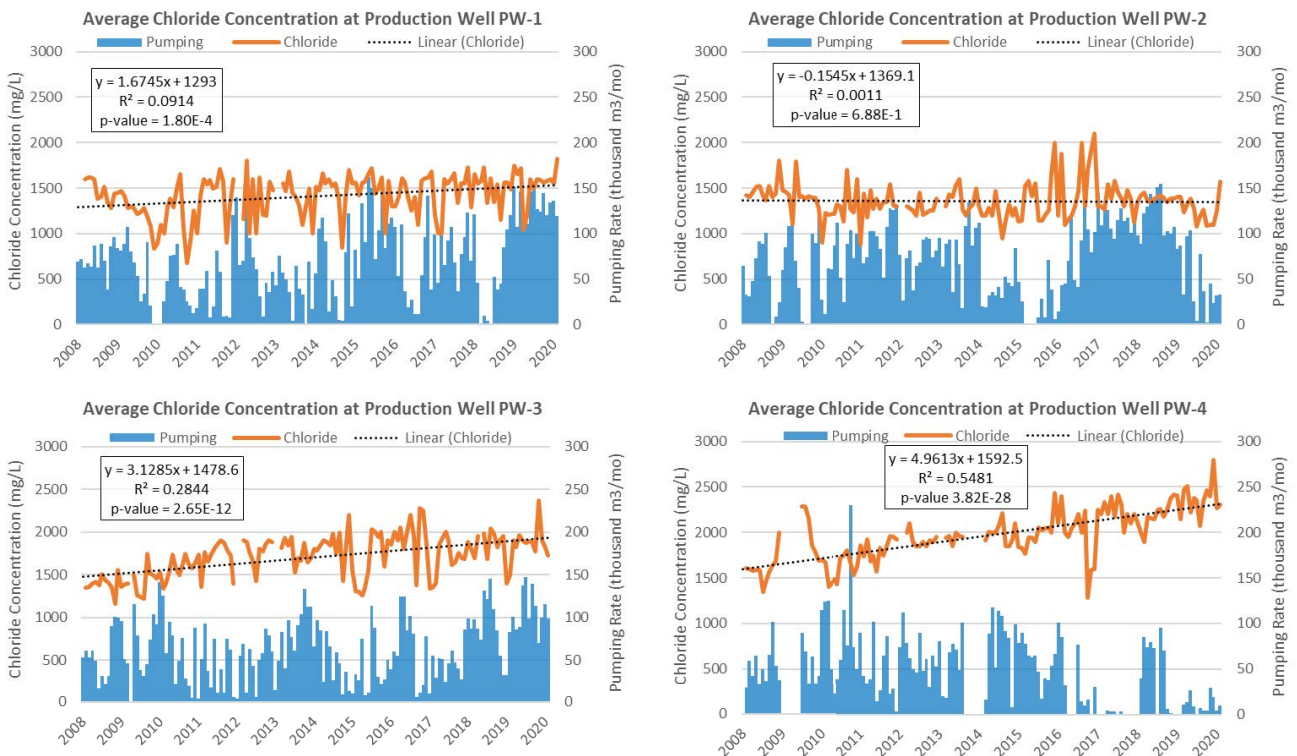 Average Chloride Concentration at Production Well PW-1
Pumping Chloride Linear (Chloride)
y = 1.6745x + 1293
R² = 0.0914
p-value = 1.80E-4
Chloride Concentration (mg/L)
3000
2500
2000
1500
1000
500
0
300
250
200
150
100
50
0
Pumping Rate (thousand m3/mo)
2008 2009 2010 2011 2012 2013 2014 2015 2016 2017 2018 2019 2020
Average Chloride Concentration at Production Well PW-2
Pumping Chloride Linear (Chloride)
y = -0.1545x + 1369.1
R² = 0.0011
p-value = 6.88E-1
Chloride Concentration (mg/L)
3000
2500
2000
1500
1000
500
0
300
250
200
150
100
50
0
Pumping Rate (thousand m3/mo)
2008 2009 2010 2011 2012 2013 2014 2015 2016 2017 2018 2019 2020
Average Chloride Concentration at Production Well PW-3
Pumping Chloride Linear (Chloride)
y = 3.1285x + 1478.6
R² = 0.2844
p-value = 2.65E-12
Chloride Concentration (mg/L)
3000
2500
2000
1500
1000
500
0
300
250
200
150
100
50
0
Pumping Rate (thousand m3/mo)
2008 2009 2010 2011 2012 2013 2014 2015 2016 2017 2018 2019 2020
Average Chloride Concentration at Production Well PW-4
Pumping Chloride Linear (Chloride)
y = 4.9613x + 1592.5
R² = 0.5481
p-value 3.82E-28
Chloride Concentration (mg/L)
3000
2500
2000
1500
1000
500
0
300
250
200
150
100
50
0
Pumping Rate (thousand m3/mo)
2008 2009 2010 2011 2012 2013 2014 2015 2016 2017 2018 2019 2020